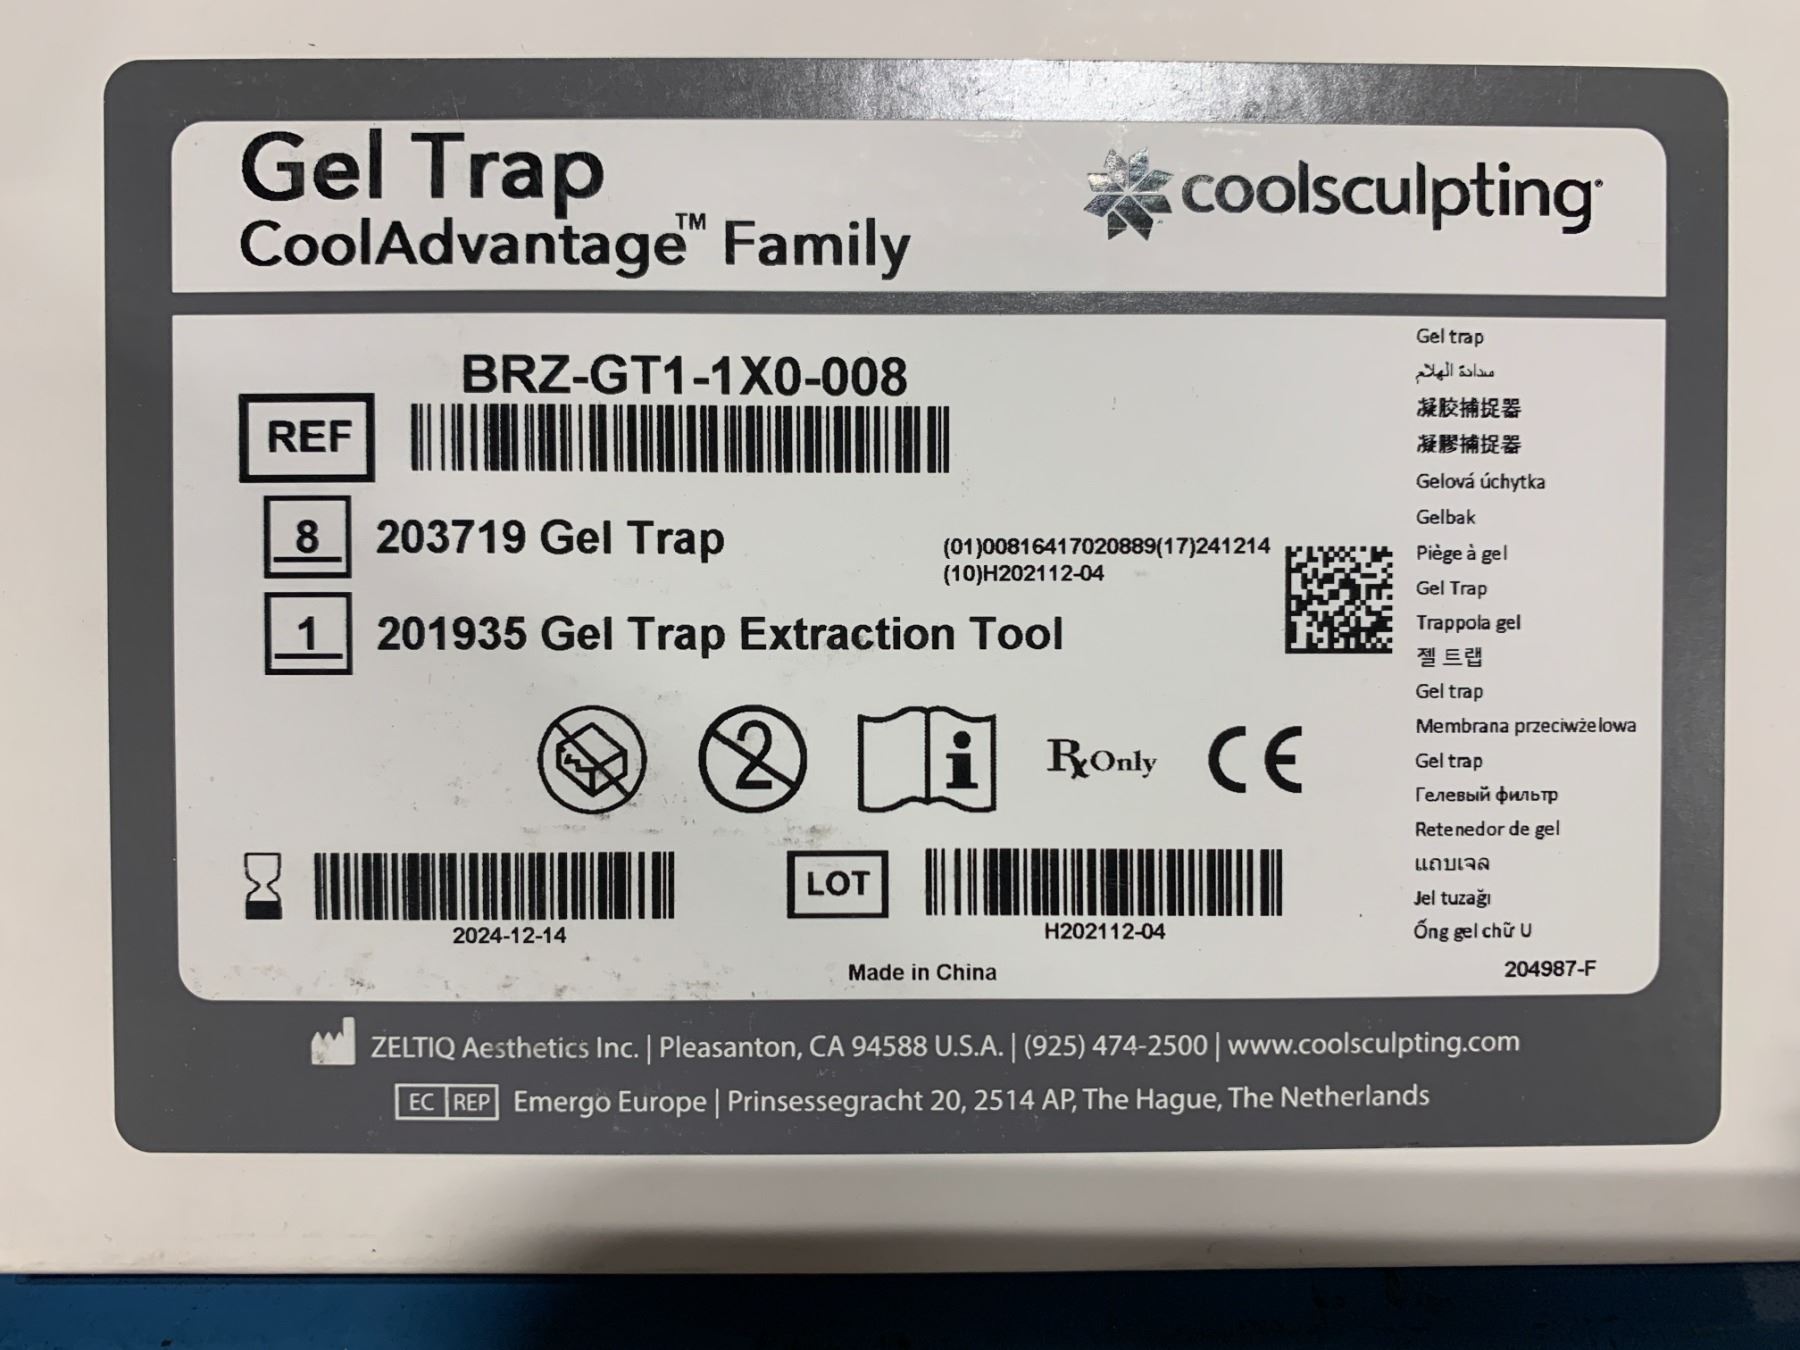 Gel Trap
CoolAdvantage™ Family
coolsculpting®
BRZ-GT1-1X0-008
REF
8 203719 Gel Trap
(01)00816417020889(17)241214
(10)H202112-04
1 201935 Gel Trap Extraction Tool
2
i
Rx Only
CE
2024-12-14
LOT
H202112-04
Made in China
Gel trap
سدادة الهلام
凝胶捕捉器
凝膠捕捉器
Gelová úchytka
Gelbak
Piège à gel
Gel Trap
Trappola gel
젤 트랩
Gel trap
Membrana przeciwżelowa
Gel trap
Гелевый фильтр
Retenedor de gel
แถบเจล
Jel tuzağı
Ống gel chữ U
204987-F
ZELTIQ Aesthetics Inc. | Pleasanton, CA 94588 U.S.A. | (925) 474-2500 | www.coolsculpting.com
EC REP Emergo Europe | Prinsessegracht 20, 2514 AP, The Hague, The Netherlands